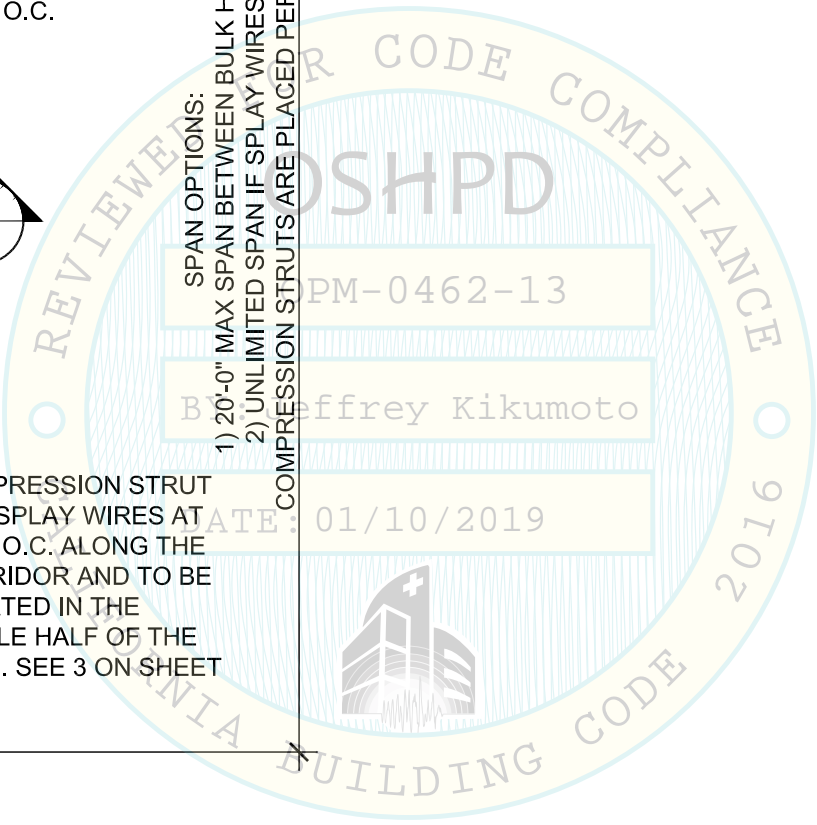 O.C.
SPAN OPTIONS:
1) 20'-0" MAX SPAN BETWEEN BULK H
2) UNLIMITED SPAN IF SPLAY WIRES
COMPRESSION STRUTS ARE PLACED PER
PRESSION STRUT
SPLAY WIRES AT
O.C. ALONG THE
RIDOR AND TO BE
ATED IN THE
LE HALF OF THE
. SEE 3 ON SHEET
REVIEWED FOR CODE COMPLIANCE
OSHPD
OPM-0462-13
BY: Jeffrey Kikumoto
DATE: 01/10/2019
CALIFORNIA BUILDING CODE 2016